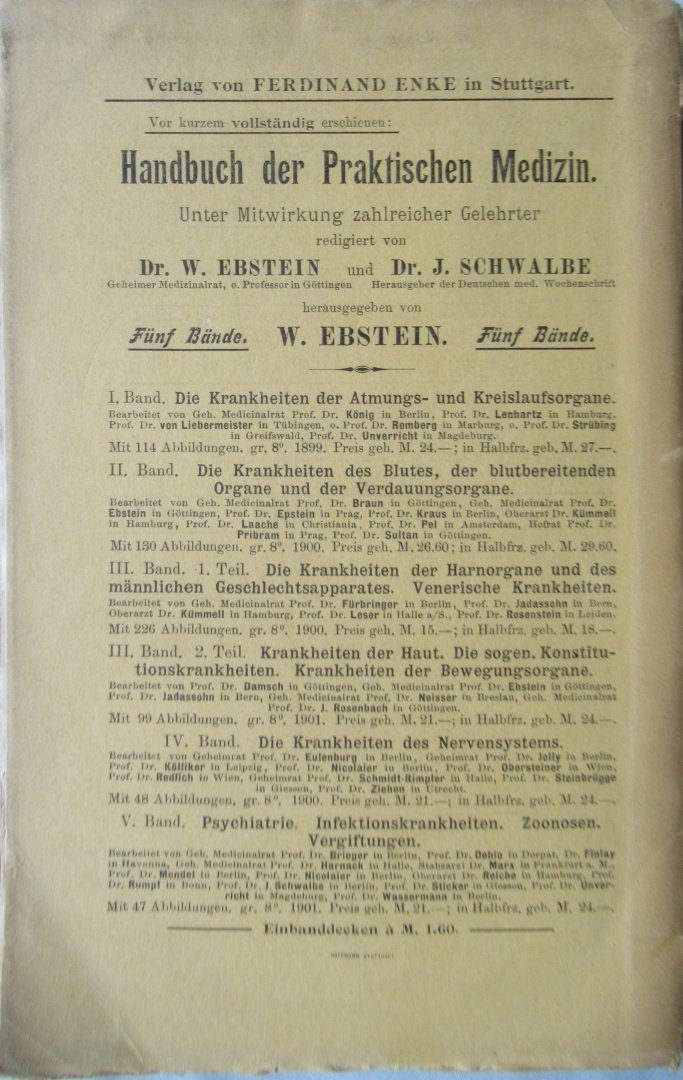 Verlag von FERDINAND ENKE in Stuttgart.
Vor kurzem vollständig erschienen:
Handbuch der Praktischen Medizin.
Unter Mitwirkung zahlreicher Gelehrter
redigiert von
Dr. W. EBSTEIN und Dr. J. SCHWALBE
Geheimer Medizinalrat, o. Professor in Göttingen Herausgeber der Deutschen med. Wochenschrift
herausgegeben von
Fünf Bände. W. EBSTEIN. Fünf Bände.
I. Band. Die Krankheiten der Atmungs- und Kreislaufsorgane.
Bearbeitet von Geh. Medicinalrat Prof. Dr. König in Berlin, Prof. Dr. Lenhartz in Hamburg,
Prof. Dr. von Liebermeister in Tübingen, o. Prof. Dr. Romberg in Marburg, o. Prof. Dr. Strübing
in Greifswald, Prof. Dr. Unverricht in Magdeburg.
Mit 114 Abbildungen. gr. 8º. 1899. Preis geh. M. 24.—; in Halbfrz. geb. M. 27.—.
II. Band. Die Krankheiten des Blutes, der blutbereitenden
Organe und der Verdauungsorgane.
Bearbeitet von Geh. Medicinalrat Prof. Dr. Braun in Göttingen, Geh. Medicinalrat Prof. Dr.
Ebstein in Göttingen, Prof. Dr. Epstein in Prag, Prof. Dr. Kraus in Berlin, Oberarzt Dr. Kümmell
in Hamburg, Prof. Dr. Laache in Christiania, Prof. Dr. Pel in Amsterdam, Hofrat Prof. Dr.
Pribram in Prag, Prof. Dr. Sultan in Göttingen.
Mit 130 Abbildungen. gr. 8º. 1900. Preis geh. M. 26.60; in Halbfrz. geb. M. 29.60.
III. Band. 1. Teil. Die Krankheiten der Harnorgane und des
männlichen Geschlechtsapparates. Venerische Krankheiten.
Bearbeitet von Geh. Medicinalrat Prof. Dr. Fürbringer in Berlin, Prof. Dr. Jadassohn in Bern,
Oberarzt Dr. Kümmell in Hamburg, Prof. Dr. Leser in Halle a/S., Prof. Dr. Rosenstein in Leiden.
Mit 226 Abbildungen. gr. 8º. 1900. Preis geh. M. 15.—; in Halbfrz. geb. M. 18.—.
III. Band. 2. Teil. Krankheiten der Haut. Die sogen. Konstitu-
tionskrankheiten. Krankheiten der Bewegungsorgane.
Bearbeitet von Prof. Dr. Damsch in Göttingen, Geh. Medicinalrat Prof. Dr. Ebstein in Göttingen,
Prof. Dr. Jadassohn in Bern, Geh. Medicinalrat Prof. Dr. Neisser in Breslau, Geh. Medicinalrat
Prof. Dr. J. Rosenbach in Göttingen.
Mit 99 Abbildungen. gr. 8º. 1901. Preis geh. M. 21.—; in Halbfrz. geb. M. 24.—.
IV. Band. Die Krankheiten des Nervensystems.
Bearbeitet von Geheimrat Prof. Dr. Eulenburg in Berlin, Geheimrat Prof. Dr. Jolly in Berlin,
Prof. Dr. Kölliker in Leipzig, Prof. Dr. Nicolaier in Berlin, Prof. Dr. Obersteiner in Wien,
Prof. Dr. Redlich in Wien, Geheimrat Prof. Dr. Schmidt-Rimpler in Halle, Prof. Dr. Steinbrügge
in Giessen, Prof. Dr. Ziehen in Utrecht.
Mit 48 Abbildungen, gr. 8º. 1900. Preis geh. M. 21.—; in Halbfrz. geb. M. 24.—.
V. Band. Psychiatrie. Infektionskrankheiten. Zoonosen.
Vergiftungen.
Bearbeitet von Geh. Medicinalrat Prof. Dr. Brieger in Berlin, Prof. Dr. Dehio in Dorpat, Dr. Finlay
in Havanna, Geh. Medicinalrat Prof. Dr. Harnack in Halle, Stabsarzt Dr. Marx in Frankfurt a. M.,
Prof. Dr. Mendel in Berlin, Prof. Dr. Nicolaier in Berlin, Oberarzt Dr. Reiche in Hamburg, Prof.
Dr. Rumpf in Bonn, Prof. Dr. J. Schwalbe in Berlin, Prof. Dr. Sticker in Giessen, Prof. Dr. Unver-
richt in Magdeburg, Prof. Dr. Wassermann in Berlin.
Mit 47 Abbildungen. gr. 8º. 1901. Preis geh. M. 21.—; in Halbfrz. geb. M. 24.—.
Einbanddecken à M. 1.60.